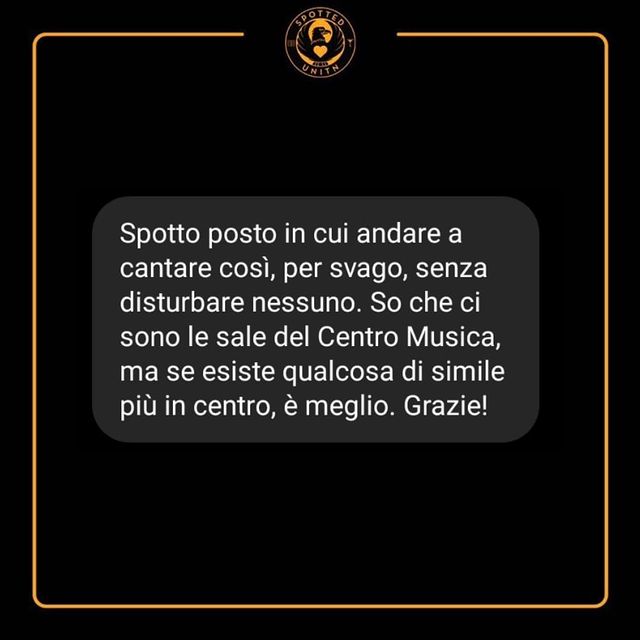 SPOTTED
UNITN
Spotto posto in cui andare a
cantare così, per svago, senza
disturbare nessuno. So che ci
sono le sale del Centro Musica,
ma se esiste qualcosa di simile
più in centro, è meglio. Grazie!